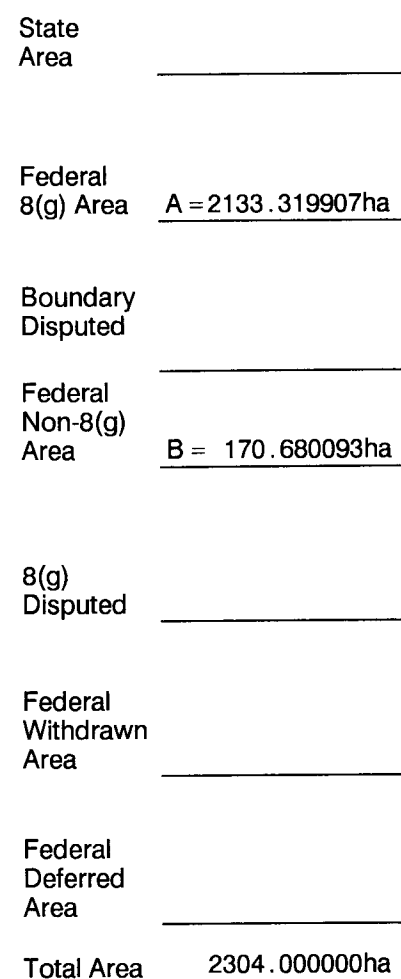 State
Area
Federal
8(g) Area A =2133.319907ha
Boundary
Disputed
Federal
Non-8(g)
Area B = 170.680093ha
8(g)
Disputed
Federal
Withdrawn
Area
Federal
Deferred
Area
Total Area 2304.000000ha